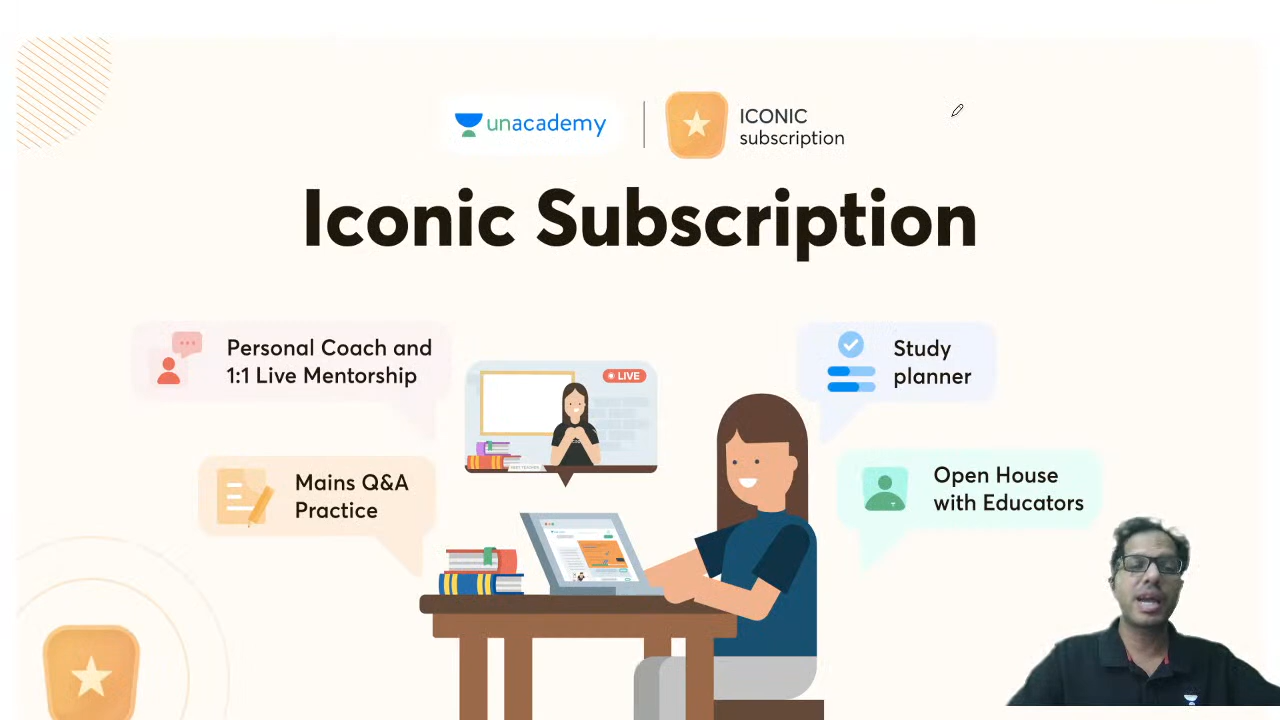 unacademy
ICONIC
subscription
Iconic Subscription
Personal Coach and
1:1 Live Mentorship
LIVE
Study
planner
Mains Q&A
Practice
Open House
with Educators